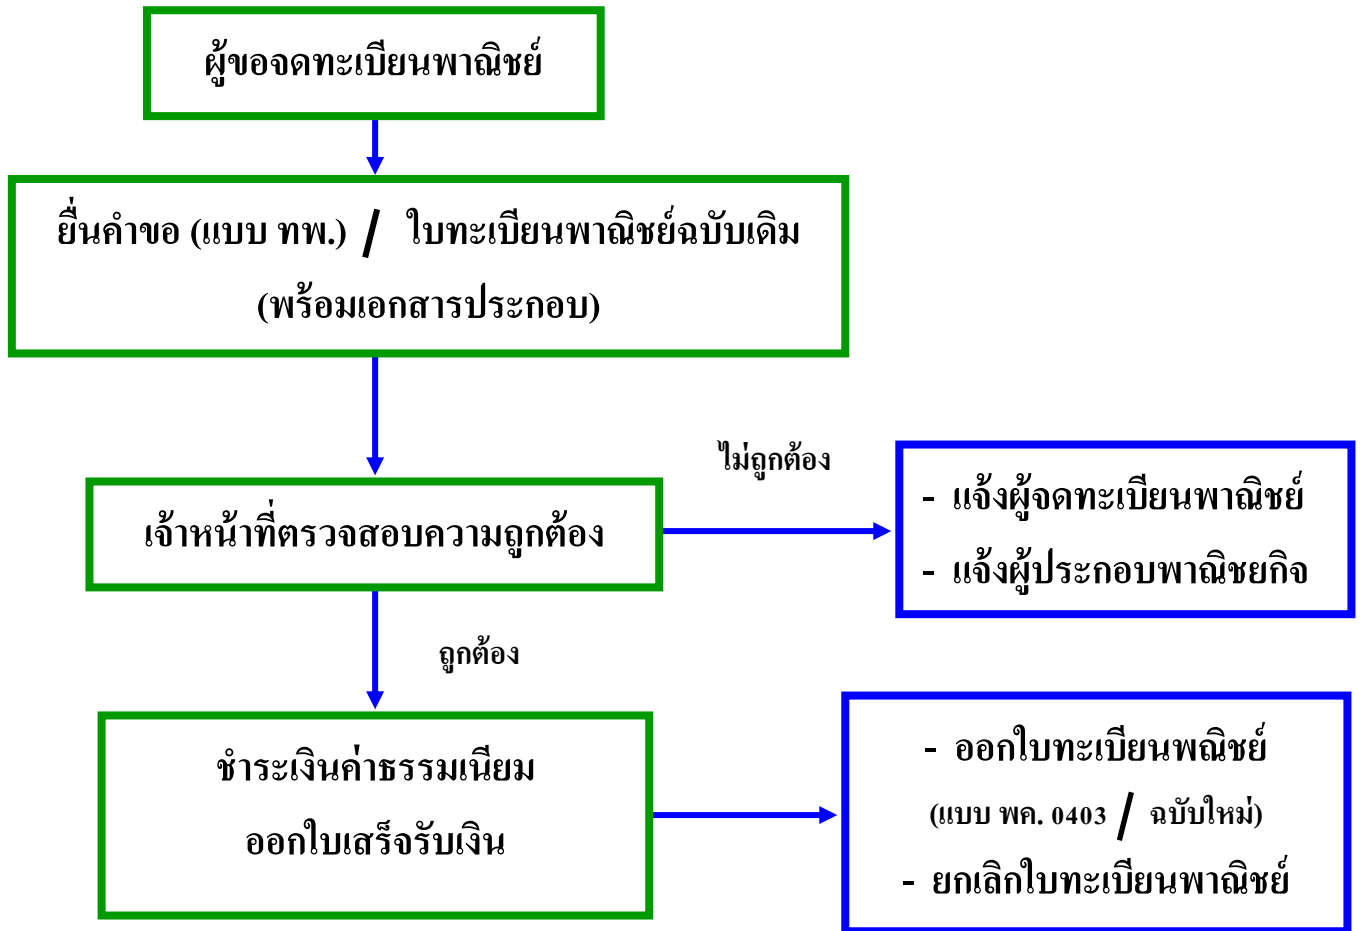 ผู้ขอจดทะเบียนพาณิชย์
ยื่นคำขอ (แบบ ทพ.) / ใบทะเบียนพาณิชย์ฉบับเดิม
(พร้อมเอกสารประกอบ)
ไม่ถูกต้อง
เจ้าหน้าที่ตรวจสอบความถูกต้อง
- แจ้งผู้จดทะเบียนพาณิชย์
- แจ้งผู้ประกอบพาณิชยกิจ
ถูกต้อง
ชำระเงินค่าธรรมเนียม
ออกใบเสร็จรับเงิน
- ออกใบทะเบียนพณิชย์
(แบบ พค. 0403 / ฉบับใหม่)
- ยกเลิกใบทะเบียนพาณิชย์